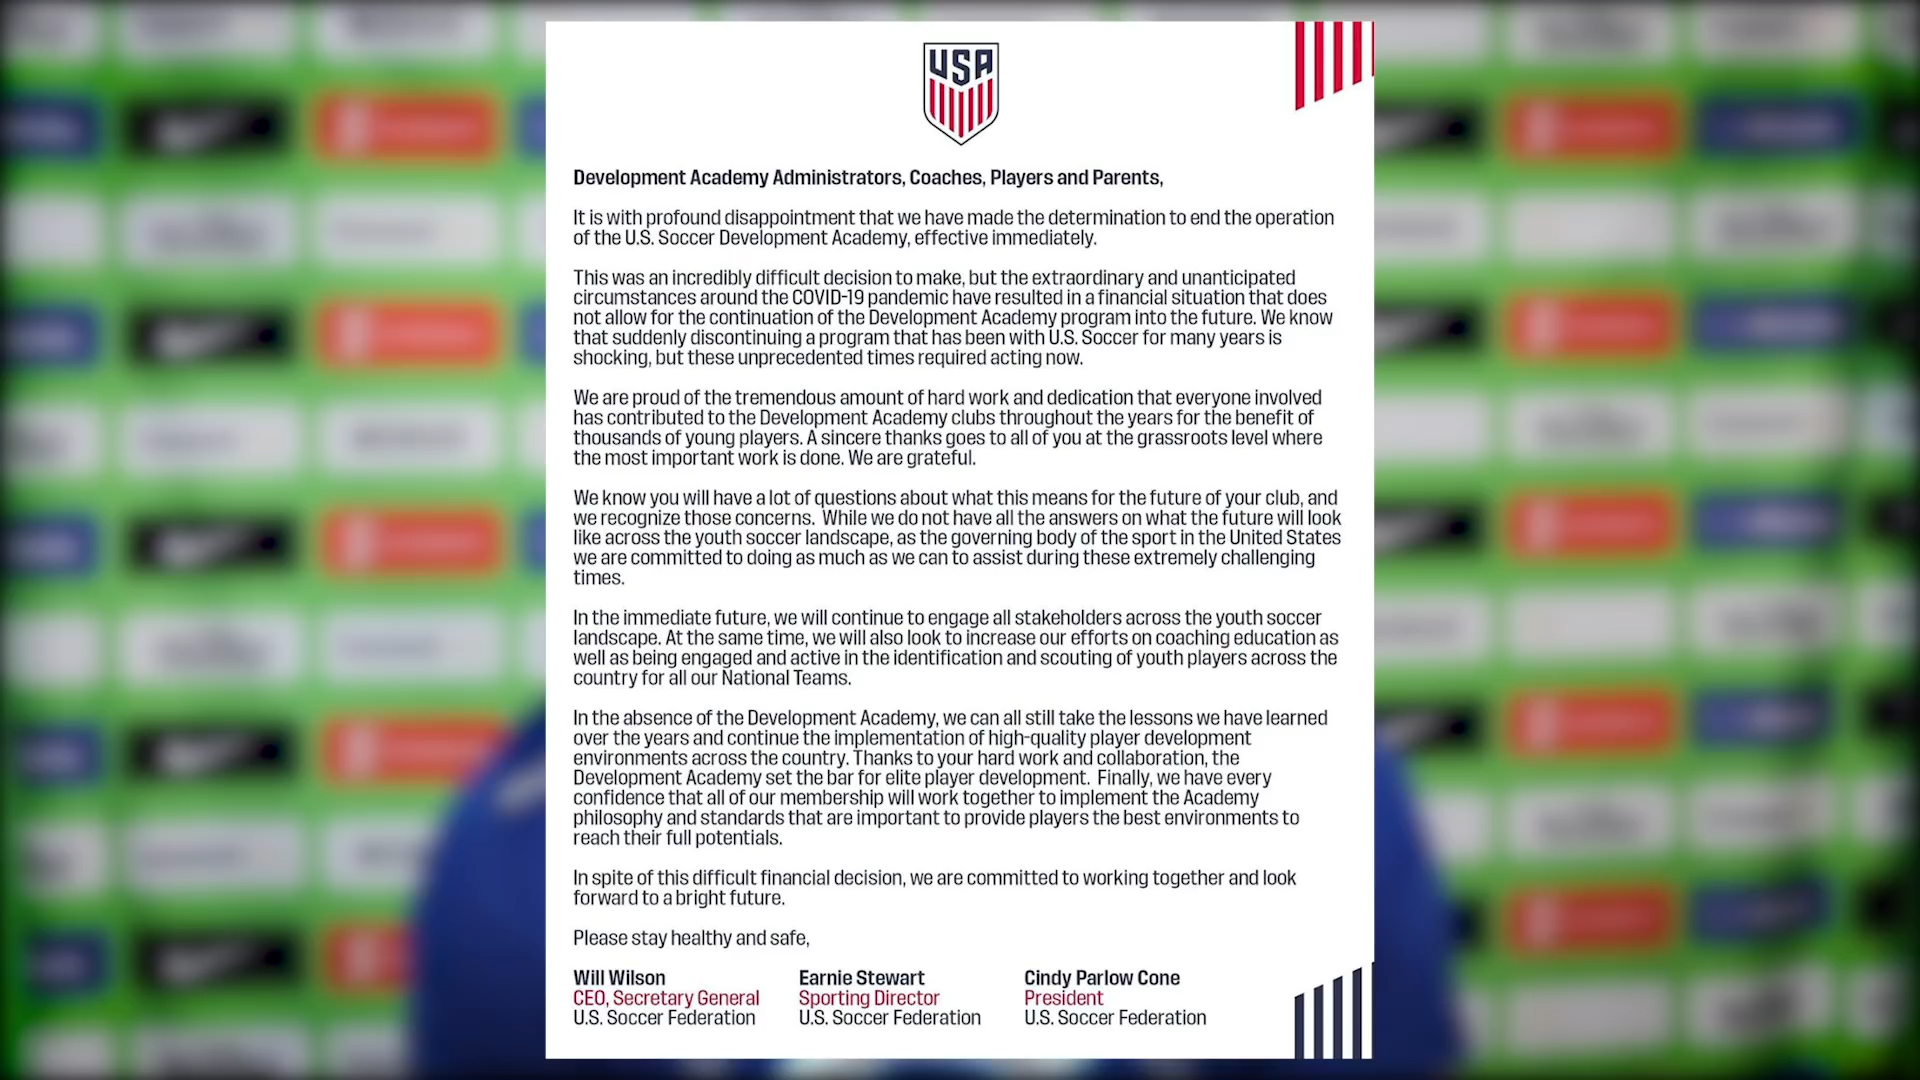 USA
Development Academy Administrators, Coaches, Players and Parents,
It is with profound disappointment that we have made the determination to end the operation
of the U.S. Soccer Development Academy, effective immediately.
This was an incredibly difficult decision to make, but the extraordinary and unanticipated
circumstances around the COVID-19 pandemic have resulted in a financial situation that does
not allow for the continuation of the Development Academy program into the future. We know
that suddenly discontinuing a program that has been with U.S. Soccer for many years is
shocking, but these unprecedented times required acting now.
We are proud of the tremendous amount of hard work and dedication that everyone involved
has contributed to the Development Academy clubs throughout the years for the benefit of
thousands of young players. A sincere thanks goes to all of you at the grassroots level where
the most important work is done. We are grateful.
We know you will have a lot of questions about what this means for the future of your club, and
we recognize those concerns.  While we do not have all the answers on what the future will look
like across the youth soccer landscape, as the governing body of the sport in the United States
we are committed to doing as much as we can to assist during these extremely challenging
times.
In the immediate future, we will continue to engage all stakeholders across the youth soccer
landscape. At the same time, we will also look to increase our efforts on coaching education as
well as being engaged and active in the identification and scouting of youth players across the
country for all our National Teams.
In the absence of the Development Academy, we can all still take the lessons we have learned
over the years and continue the implementation of high-quality player development
environments across the country. Thanks to your hard work and collaboration, the
Development Academy set the bar for elite player development.  Finally, we have every
confidence that all of our membership will work together to implement the Academy
philosophy and standards that are important to provide players the best environments to
reach their full potentials.
In spite of this difficult financial decision, we are committed to working together and look
forward to a bright future.
Please stay healthy and safe,
Will Wilson
CEO, Secretary General
U.S. Soccer Federation
Earnie Stewart
Sporting Director
U.S. Soccer Federation
Cindy Parlow Cone
President
U.S. Soccer Federation